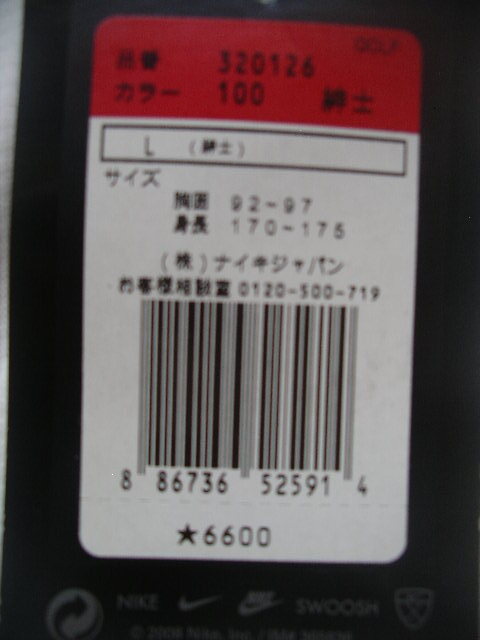 GOLF
品番 320126
カラー 100 紳士
L (紳士)
サイズ
胸囲 92~97
身長 170~175
(株)ナイキジャパン
お客様相談室 0120-500-719
8 86736 52591 4
★6600
NIKE SWOOSH